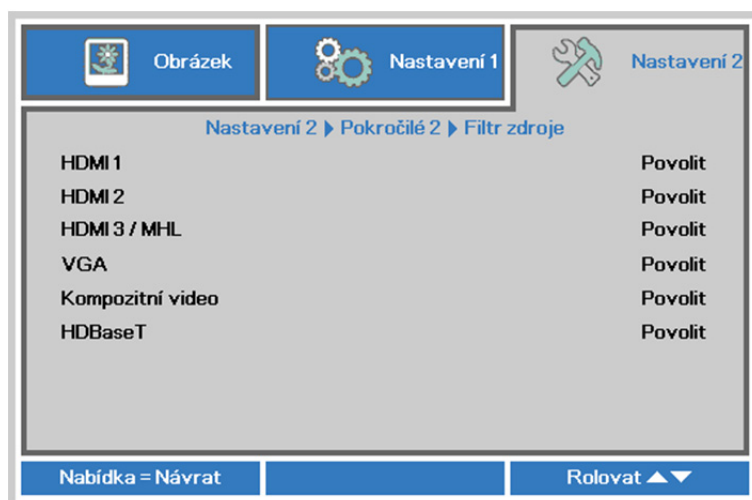 Obrázek
Nastavení 1
Nastavení 2
Nastavení 2 ▶ Pokročilé 2 ▶ Filtr zdroje
HDMI 1 Povolit
HDMI 2 Povolit
HDMI 3 / MHL Povolit
VGA Povolit
Kompozitní video Povolit
HDBaseT Povolit
Nabídka = Návrat
Rolovat ▲▼